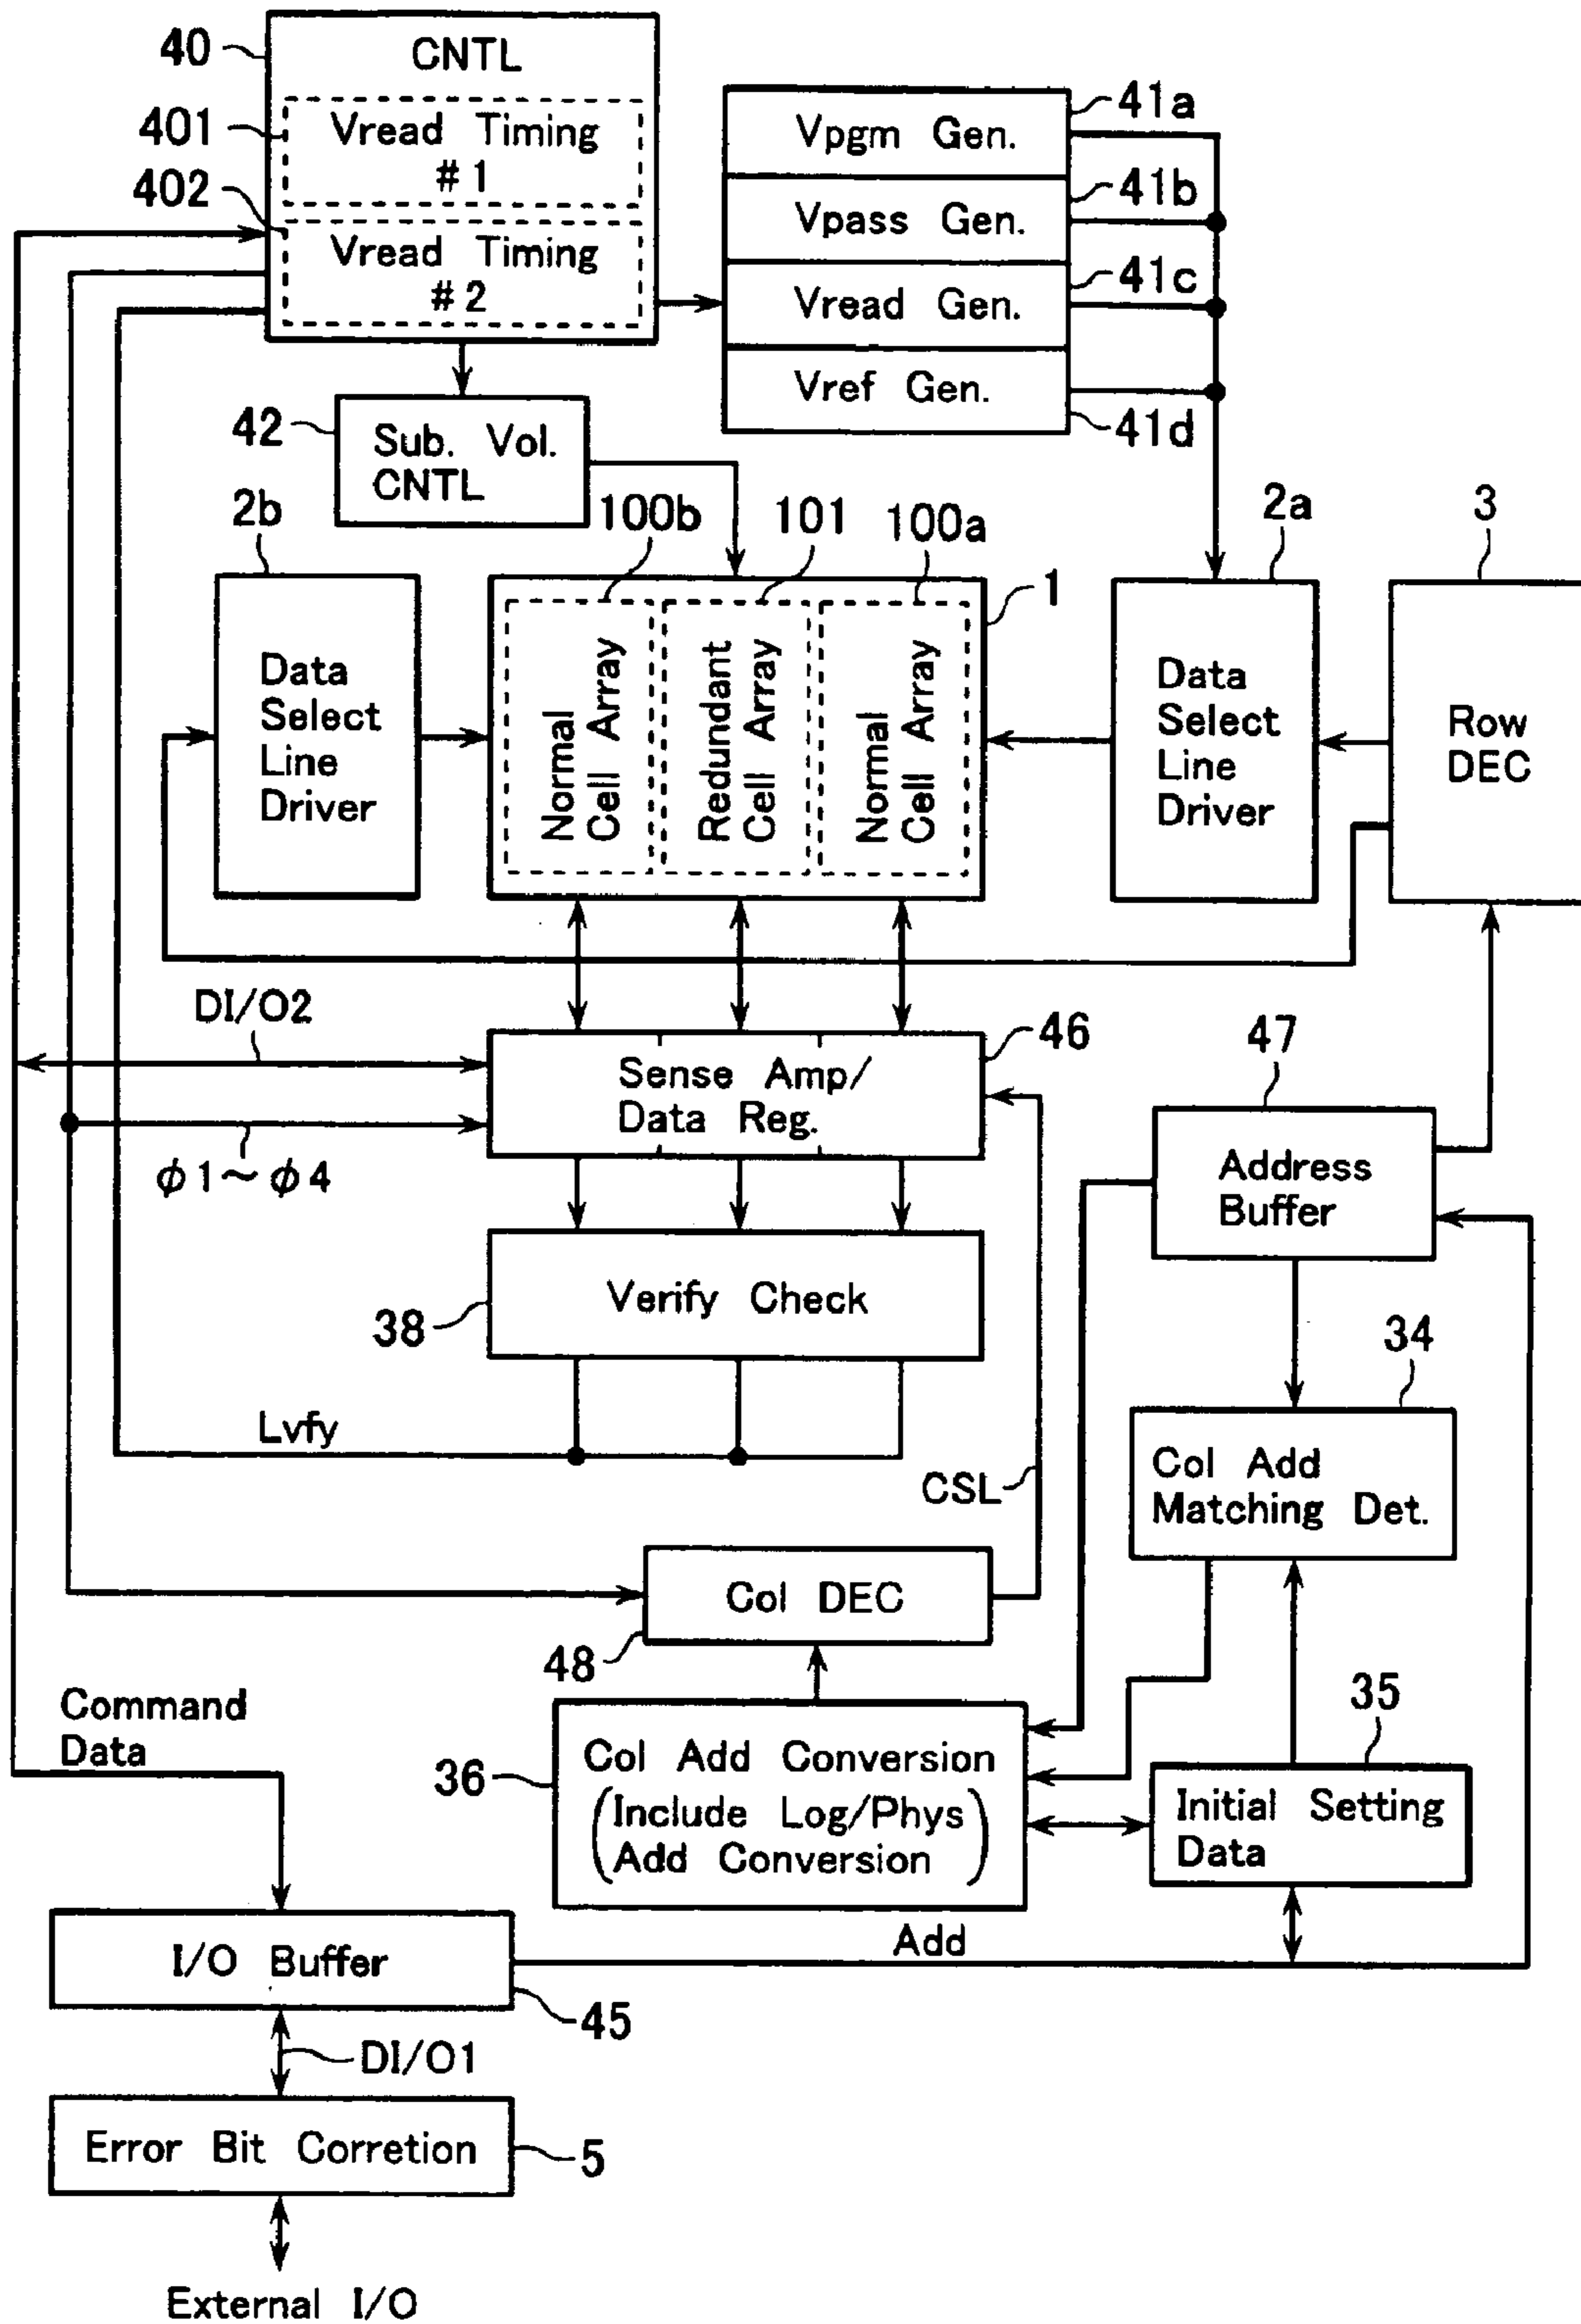 40
CNTL
401
Vread Timing
#1
402
Vread Timing
#2
Vpgm Gen.
41a
Vpass Gen.
41b
Vread Gen.
41c
Vref Gen.
41d
42
Sub. Vol.
CNTL
2b
100b
101
100a
1
2a
3
Data
Select
Line
Driver
Normal
Cell Array
Redundant
Cell Array
Normal
Cell Array
Data
Select
Line
Driver
Row
DEC
DI/O2
Sense Amp/
Data Reg.
46
47
ϕ1～ϕ4
Address
Buffer
Verify Check
38
34
Lvfy
CSL
Col Add
Matching Det.
Col DEC
48
Command
Data
36
Col Add Conversion
(Include Log/Phys
Add Conversion)
35
Initial Setting
Data
I/O Buffer
Add
45
DI/O1
Error Bit Corretion
5
External I/O